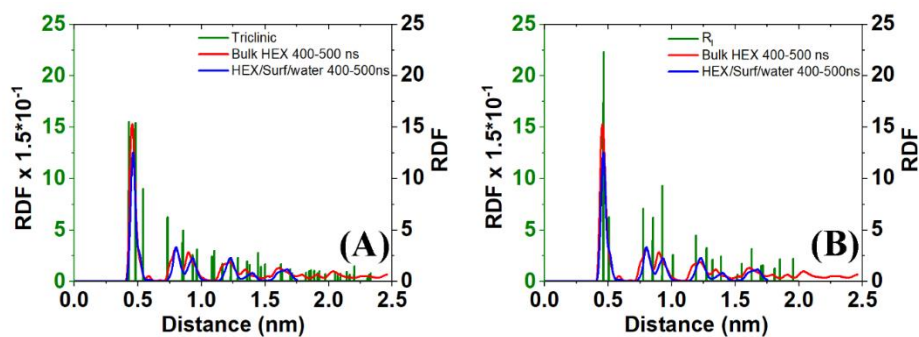 25
20
15
10
5
0
RDF x 1.5*10⁻¹
Triclinic
Bulk HEX 400-500 ns
HEX/Surf/water 400-500ns
(A)
25
20
15
10
5
0
RDF
0.0 0.5 1.0 1.5 2.0 2.5
Distance (nm)
25
20
15
10
5
0
RDF x 1.5*10⁻¹
R_I
Bulk HEX 400-500 ns
HEX/Surf/water 400-500ns
(B)
25
20
15
10
5
0
RDF
0.0 0.5 1.0 1.5 2.0 2.5
Distance (nm)